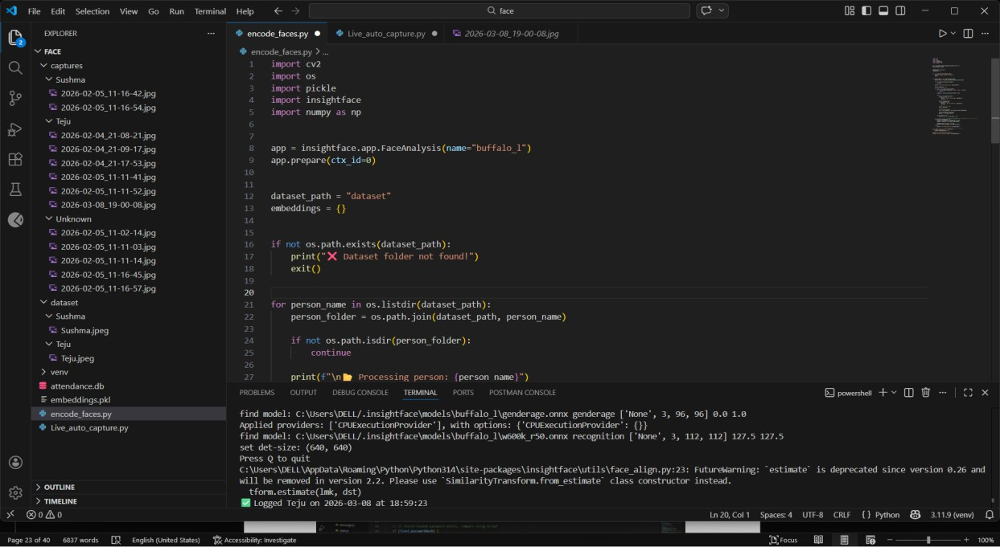 File Edit Selection View Go Run Terminal Help
face
EXPLORER
encode_faces.py
Live_auto_capture.py
2026-03-08_19-00-08.jpg
FACE
captures
Sushma
2026-02-05_11-16-42.jpg
2026-02-05_11-16-54.jpg
Teju
2026-02-04_21-08-21.jpg
2026-02-04_21-09-17.jpg
2026-02-04_21-17-53.jpg
2026-02-05_11-11-41.jpg
2026-02-05_11-11-52.jpg
2026-03-08_19-00-08.jpg
Unknown
2026-02-05_11-02-14.jpg
2026-02-05_11-11-03.jpg
2026-02-05_11-11-14.jpg
2026-02-05_11-16-45.jpg
2026-02-05_11-16-57.jpg
dataset
Sushma
Sushma.jpeg
Teju
Teju.jpeg
venv
attendance.db
embeddings.pkl
encode_faces.py
Live_auto_capture.py
OUTLINE
TIMELINE
2
encode_faces.py > ...
1 import cv2
2 import os
3 import pickle
4 import insightface
5 import numpy as np
6
7
8 app = insightface.app.FaceAnalysis(name="buffalo_l")
9 app.prepare(ctx_id=0)
10
11
12 dataset_path = "dataset"
13 embeddings = {}
14
15
16 if not os.path.exists(dataset_path):
17 print("❌ Dataset folder not found!")
18 exit()
19
20
21 for person_name in os.listdir(dataset_path):
22 person_folder = os.path.join(dataset_path, person_name)
23
24 if not os.path.isdir(person_folder):
25 continue
26
27 print(f"\n📂 Processing person: {person_name}")
PROBLEMS OUTPUT DEBUG CONSOLE TERMINAL PORTS POSTMAN CONSOLE
powershell
find model: C:\Users\DELL/.insightface\models\buffalo_l\genderage.onnx genderage ['None', 3, 96, 96] 0.0 1.0
Applied providers: ['CPUExecutionProvider'], with options: {'CPUExecutionProvider': {}}
find model: C:\Users\DELL/.insightface\models\buffalo_l\w600k_r50.onnx recognition ['None', 3, 112, 112] 127.5 127.5
set det-size: (640, 640)
Press Q to quit
C:\Users\DELL\AppData\Roaming\Python\Python314\site-packages\insightface\utils\face_align.py:23: FutureWarning: `estimate` is deprecated since version 0.26 and
will be removed in version 2.2. Please use `SimilarityTransform.from_estimate` class constructor instead.
tform.estimate(lmk, dst)
✅ Logged Teju on 2026-03-08 at 18:59:23
0 0
Ln 20, Col 1 Spaces: 4 UTF-8 CRLF { } Python 3.11.9 (venv)
Page 23 of 40 6837 words English (United States) Accessibility: Investigate
Focus 100%